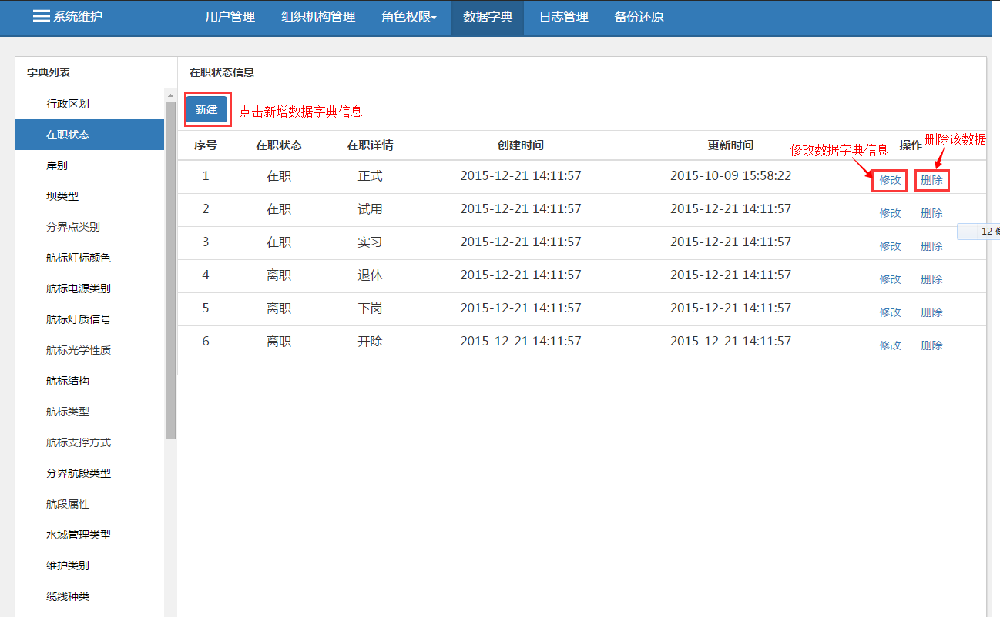 系统维护 用户管理 组织机构管理 角色权限 数据字典 日志管理 备份还原
字典列表
行政区划
在职状态
岸别
坝类型
分界点类别
航标灯标颜色
航标电源类别
航标灯质信号
航标光学性质
航标结构
航标类型
航标支撑方式
分界航段类型
航段属性
水域管理类型
维护类别
缆线种类
在职状态信息
新建 点击新增数据字典信息
修改数据字典信息 删除该数据
序号 在职状态 在职详情 创建时间 更新时间 操作
1 在职 正式 2015-12-21 14:11:57 2015-10-09 15:58:22 修改 删除
2 在职 试用 2015-12-21 14:11:57 2015-12-21 14:11:57 修改 删除
3 在职 实习 2015-12-21 14:11:57 2015-12-21 14:11:57 修改 删除
4 离职 退休 2015-12-21 14:11:57 2015-12-21 14:11:57 修改 删除
5 离职 下岗 2015-12-21 14:11:57 2015-12-21 14:11:57 修改 删除
6 离职 开除 2015-12-21 14:11:57 2015-12-21 14:11:57 修改 删除
12